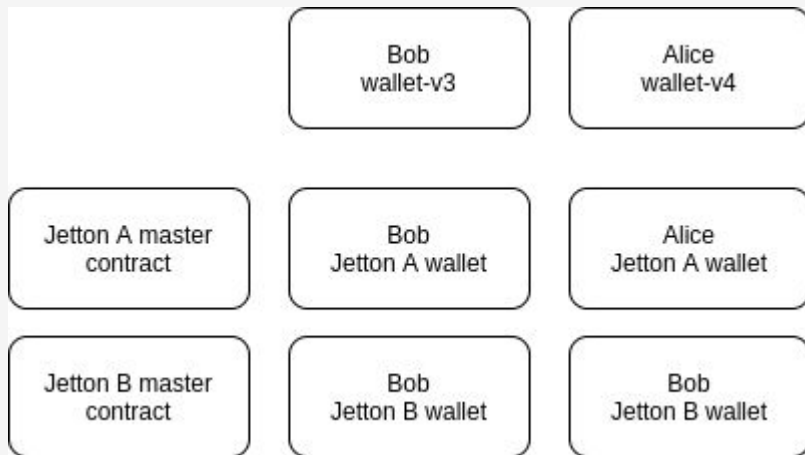 Bob
wallet-v3
Alice
wallet-v4
Jetton A master
contract
Bob
Jetton A wallet
Alice
Jetton A wallet
Jetton B master
contract
Bob
Jetton B wallet
Bob
Jetton B wallet